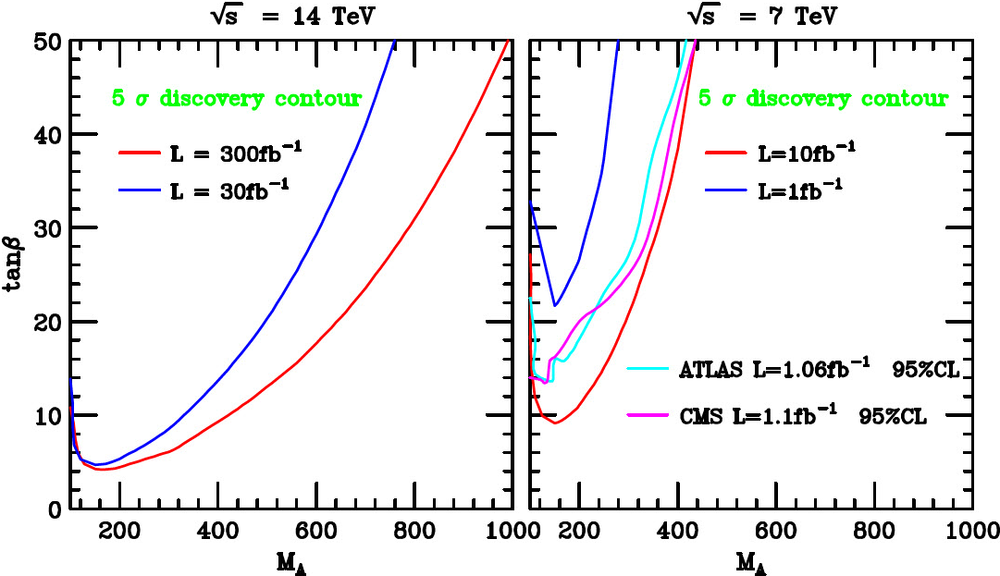 √s = 14 TeV
√s = 7 TeV
50
40
30
20
10
0
tanβ
5 σ discovery contour
L = 300fb⁻¹
L = 30fb⁻¹
5 σ discovery contour
L=10fb⁻¹
L=1fb⁻¹
ATLAS L=1.06fb⁻¹ 95%CL
CMS L=1.1fb⁻¹ 95%CL
200 400 600 800 1000 200 400 600 800 1000
M_A
M_A